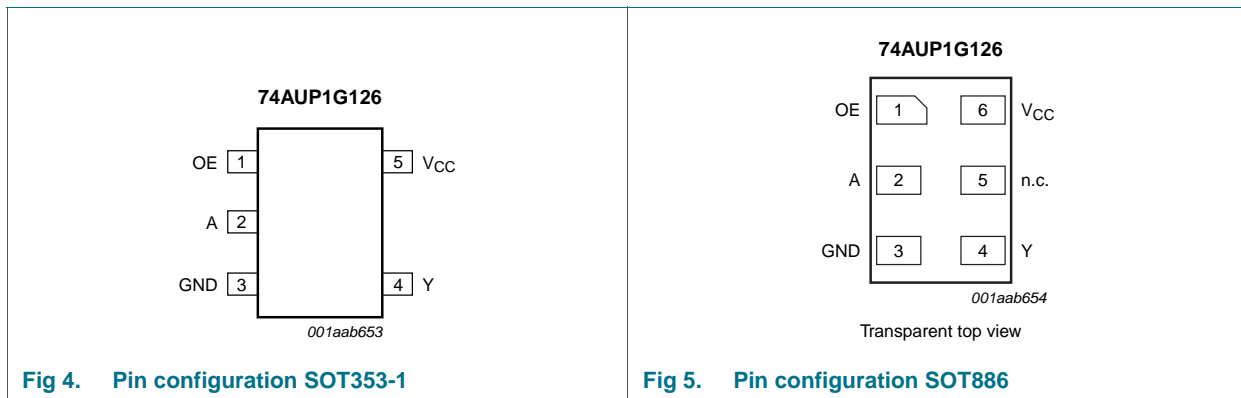 74AUP1G126
OE 1
5 VCC
A 2
GND 3
4 Y
001aab653
Fig 4. Pin configuration SOT353-1
74AUP1G126
OE 1
6 VCC
A 2
5 n.c.
GND 3
4 Y
001aab654
Transparent top view
Fig 5. Pin configuration SOT886